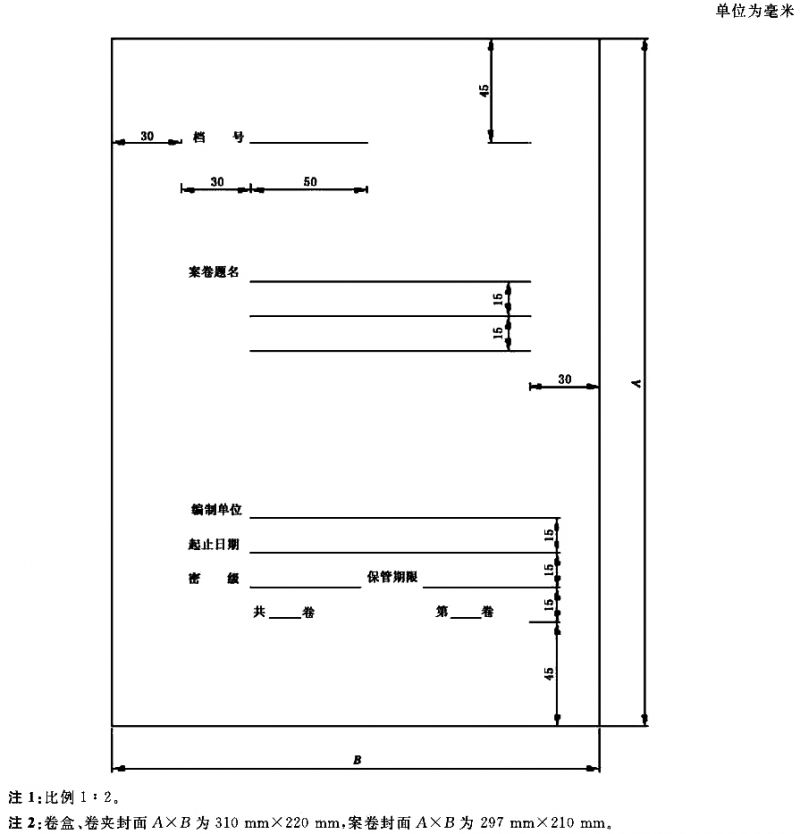 单位为毫米
45
30 档 号
30 50
案卷题名
15
15
30
A
编制单位
15
起止日期
15
密 级 保管期限
15
共____卷 第____卷
45
B
注 1:比例 1:2。
注 2:卷盒、卷夹封面 A×B 为 310 mm×220 mm,案卷封面 A×B 为 297 mm×210 mm。